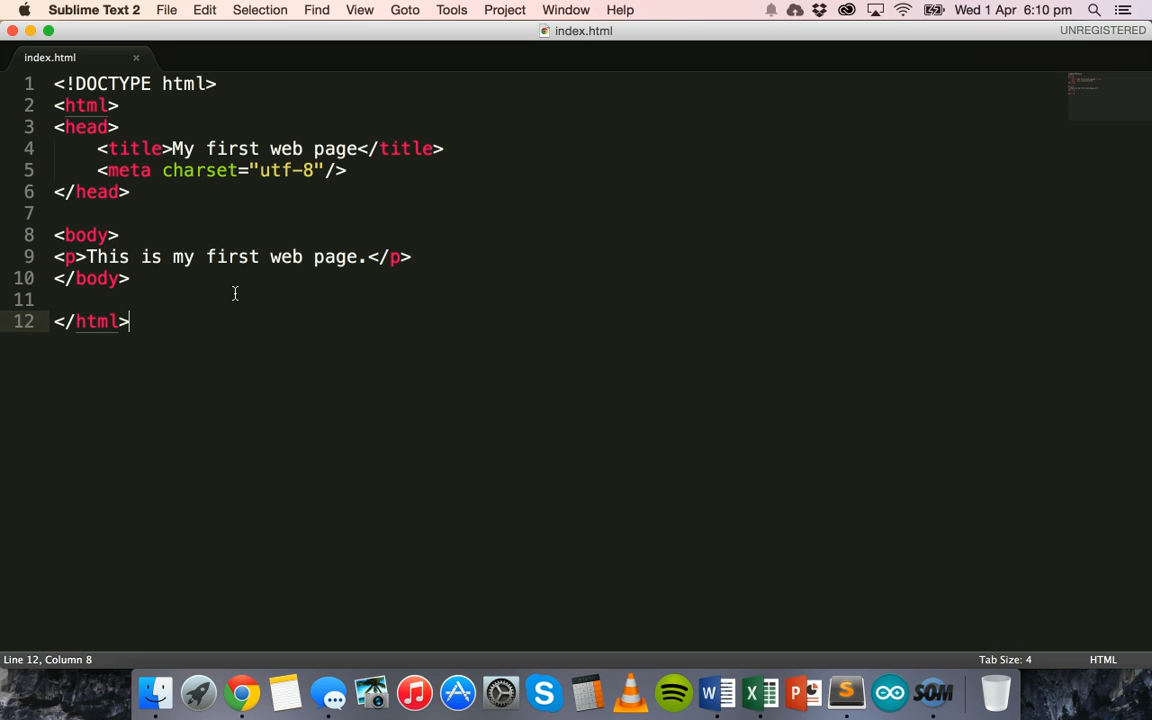 Sublime Text 2 File Edit Selection Find View Goto Tools Project Window Help Wed 1 Apr 6:10 pm
index.html UNREGISTERED
index.html ×
1 <!DOCTYPE html>
2 <html>
3 <head>
4     <title>My first web page</title>
5     <meta charset="utf-8"/>
6 </head>
7
8 <body>
9 <p>This is my first web page.</p>
10 </body>
11
12 </html>
Line 12, Column 8 Tab Size: 4 HTML
S W X P S SOM